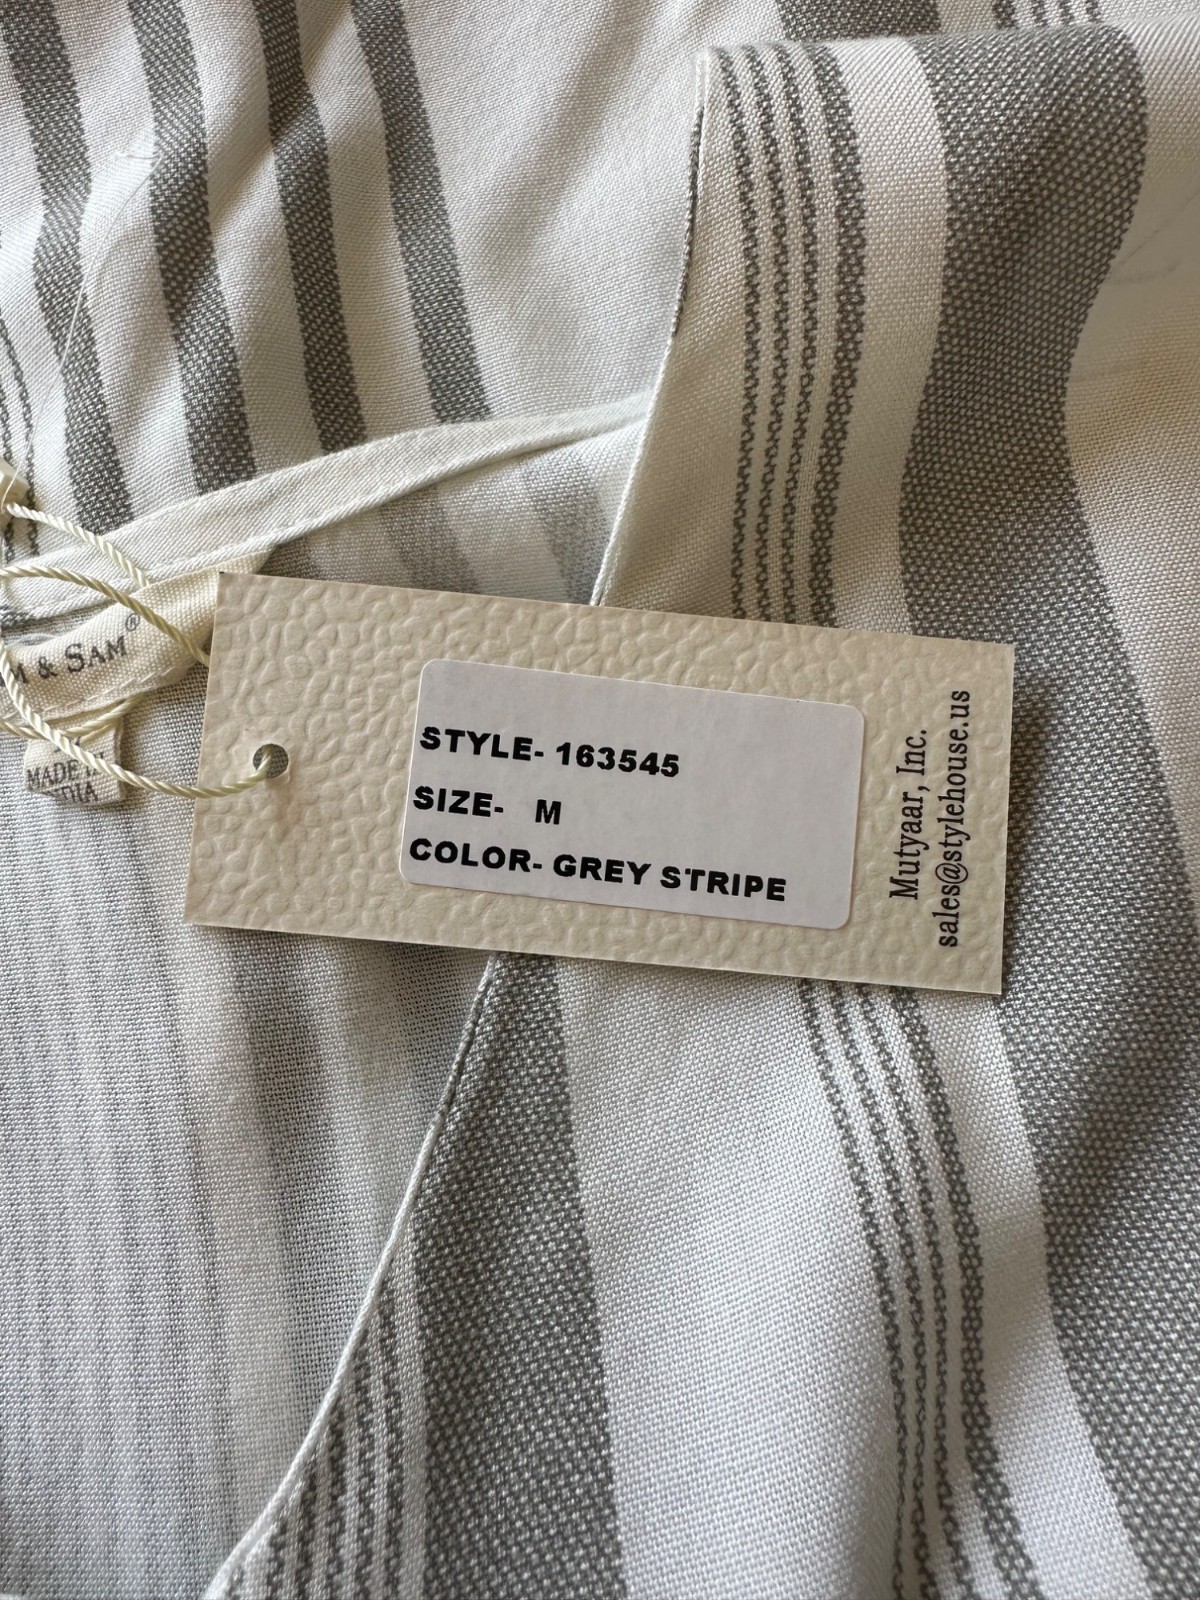 & SAM®
MADE IN
STYLE- 163545
SIZE- M
COLOR- GREY STRIPE
Mutyaar, Inc.
sales@stylehouse.us